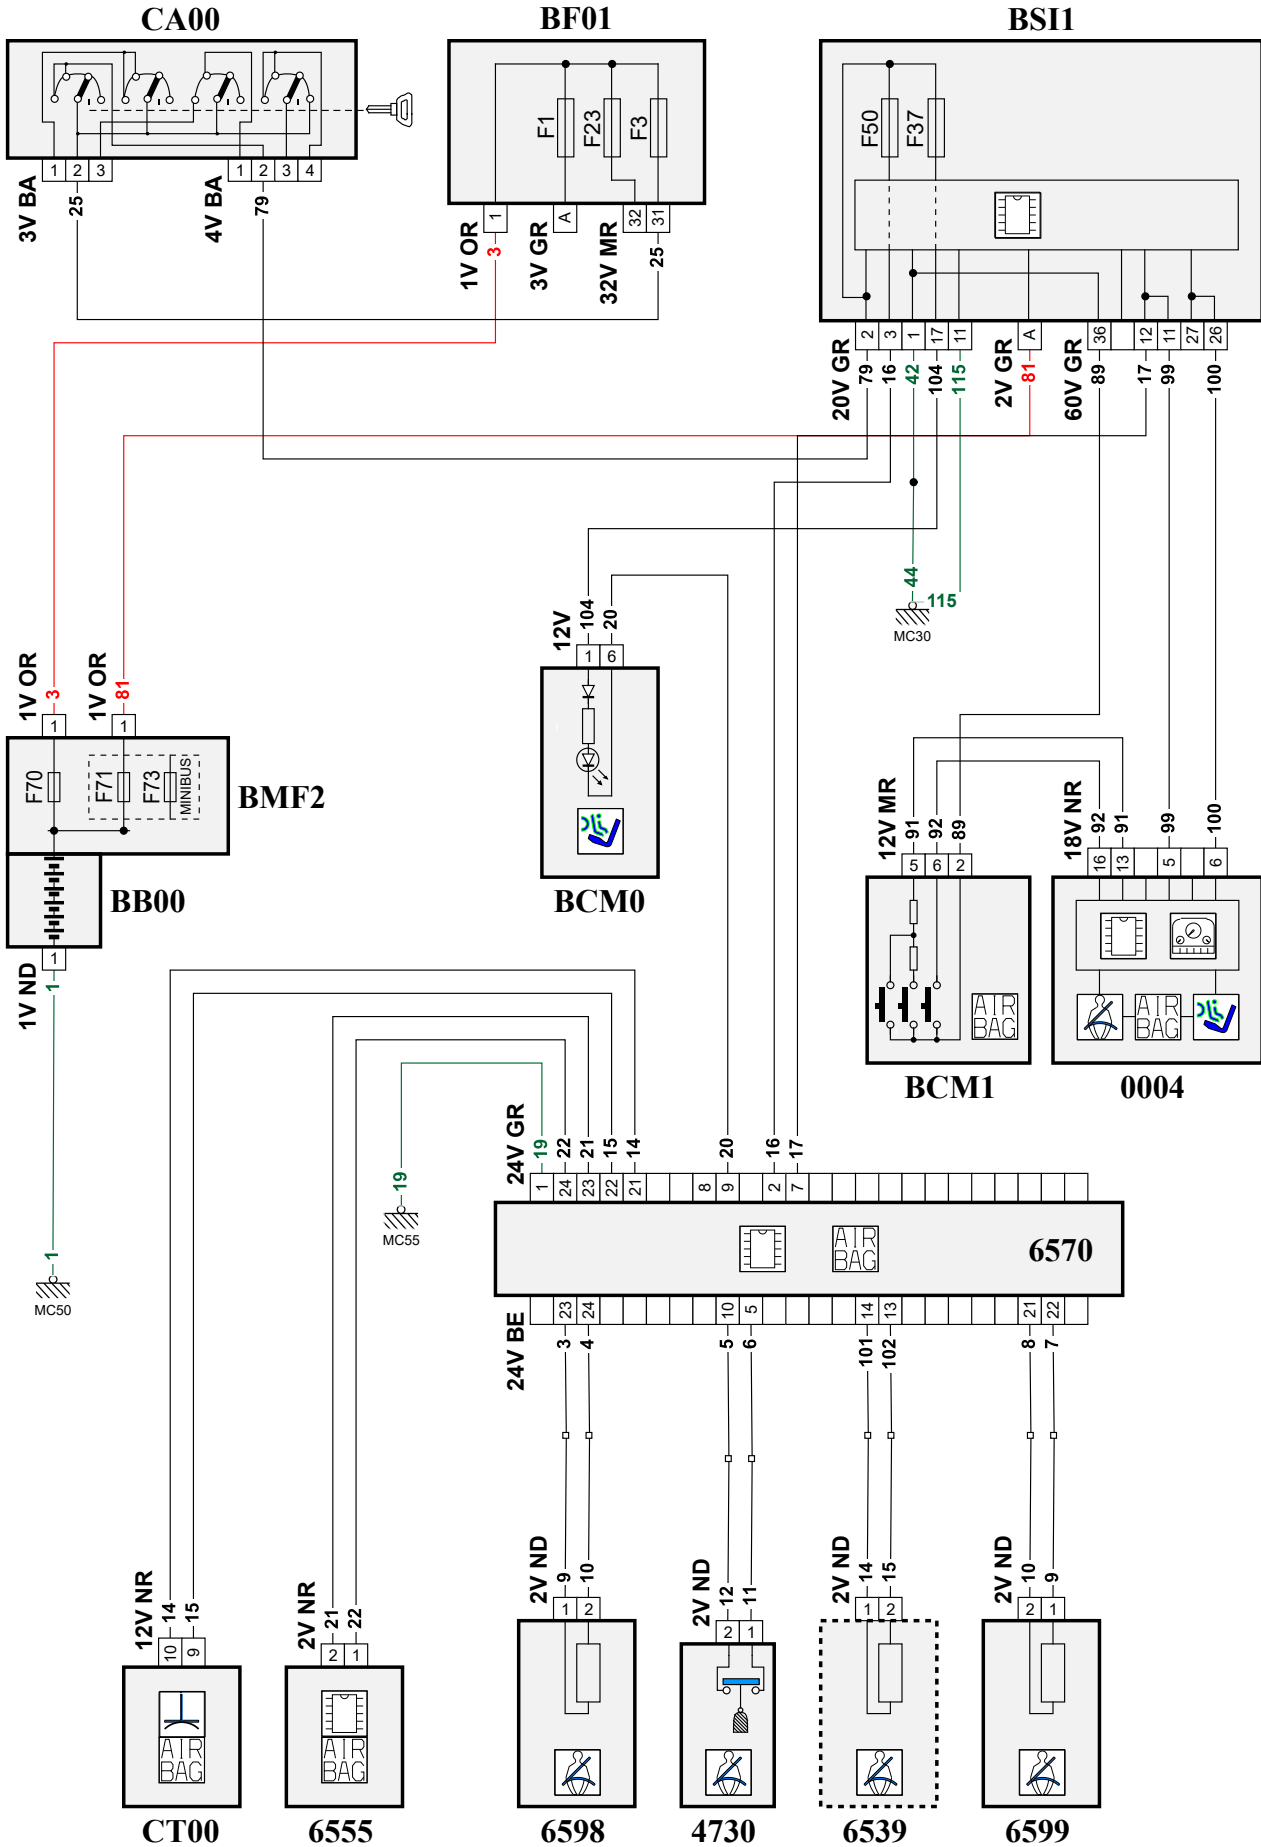 CA00
BF01
BSI1
F1
F23
F3
F50
F37
1 2 3
1 2 3 4
3V BA
25
4V BA
79
1
A
32 31
1V OR
3
3V GR
32V MR
25
2 3 1 17 11
A
36
12 11 27 26
20V GR
79
16
42
104
115
2V GR
81
60V GR
89
17
99
100
44
115
MC30
12V
104
20
1 6
BCM0
1V OR
3
1V OR
81
1
1
F70
F71
F73
MINIBUS
BMF2
BB00
1
1V ND
1
1
MC50
12V MR
91
92
89
5 6 2
AIR
BAG
BCM1
18V NR
92
91
99
100
16 13 5 6
AIR
BAG
0004
19
MC55
24V GR
19
22
21
15
14
20
16
17
1 24 23 22 21 8 9 2 7
AIR
BAG
6570
23 24 10 5 14 13 21 22
24V BE
3
4
5
6
101
102
8
7
12V NR
14
15
10 9
AIR
BAG
CT00
2V NR
21
22
2 1
AIR
BAG
6555
2V ND
9
10
1 2
6598
2V ND
12
11
2 1
4730
2V ND
14
15
1 2
6539
2V ND
10
9
2 1
6599